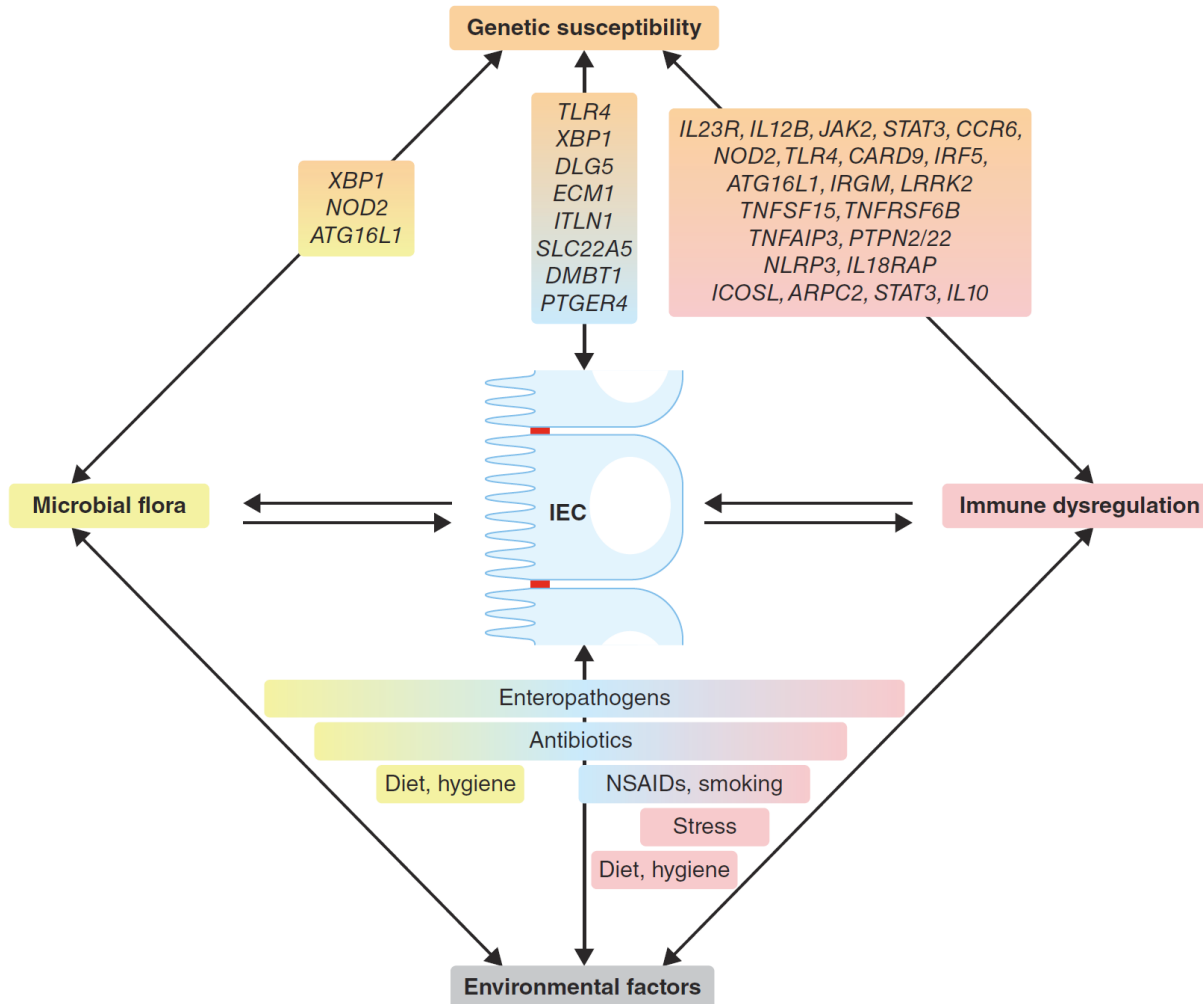 Genetic susceptibility
TLR4
XBP1
DLG5
ECM1
ITLN1
SLC22A5
DMBT1
PTGER4
IL23R, IL12B, JAK2, STAT3, CCR6,
NOD2, TLR4, CARD9, IRF5,
ATG16L1, IRGM, LRRK2
TNFSF15, TNFRSF6B
TNFAIP3, PTPN2/22
NLRP3, IL18RAP
ICOSL, ARPC2, STAT3, IL10
XBP1
NOD2
ATG16L1
Microbial flora
IEC
Immune dysregulation
Enteropathogens
Antibiotics
Diet, hygiene
NSAIDs, smoking
Stress
Diet, hygiene
Environmental factors